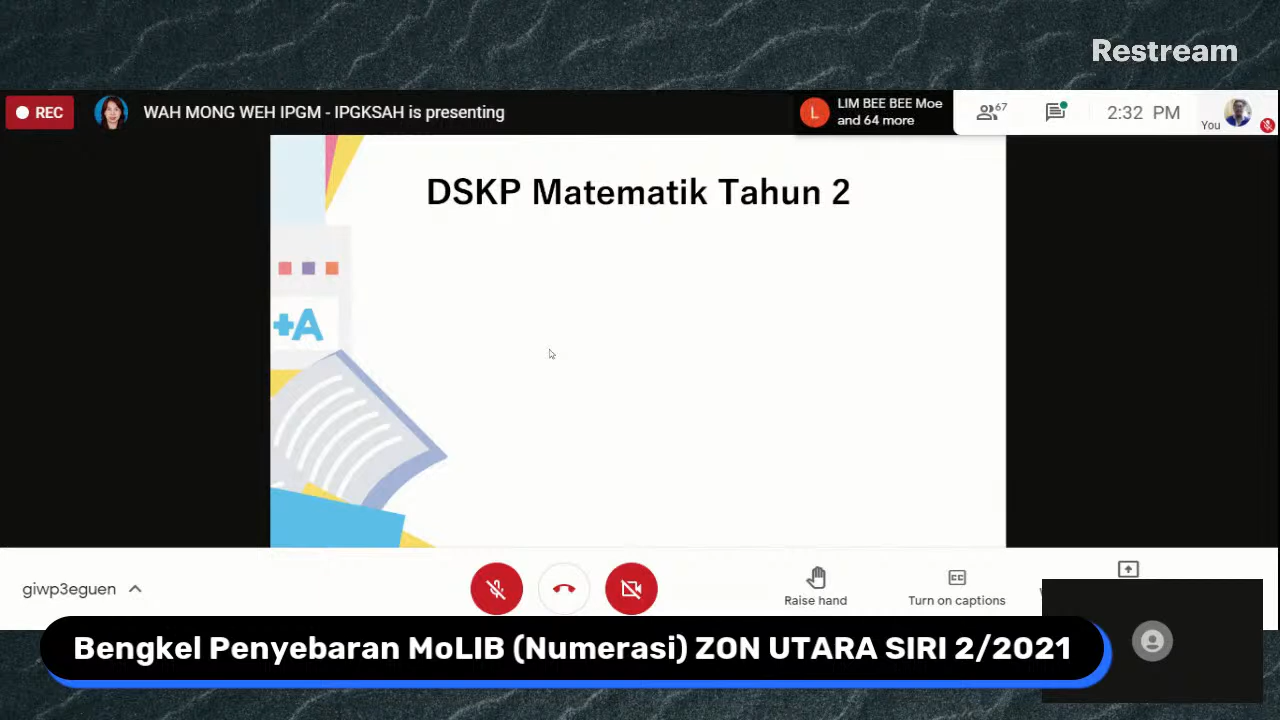 Restream
REC
WAH MONG WEH IPGM - IPGKSAH is presenting
LIM BEE BEE Moe
and 64 more
67
2:32 PM
You
L
DSKP Matematik Tahun 2
+A
giwp3eguen
Raise hand
Turn on captions
Bengkel Penyebaran MoLIB (Numerasi) ZON UTARA SIRI 2/2021